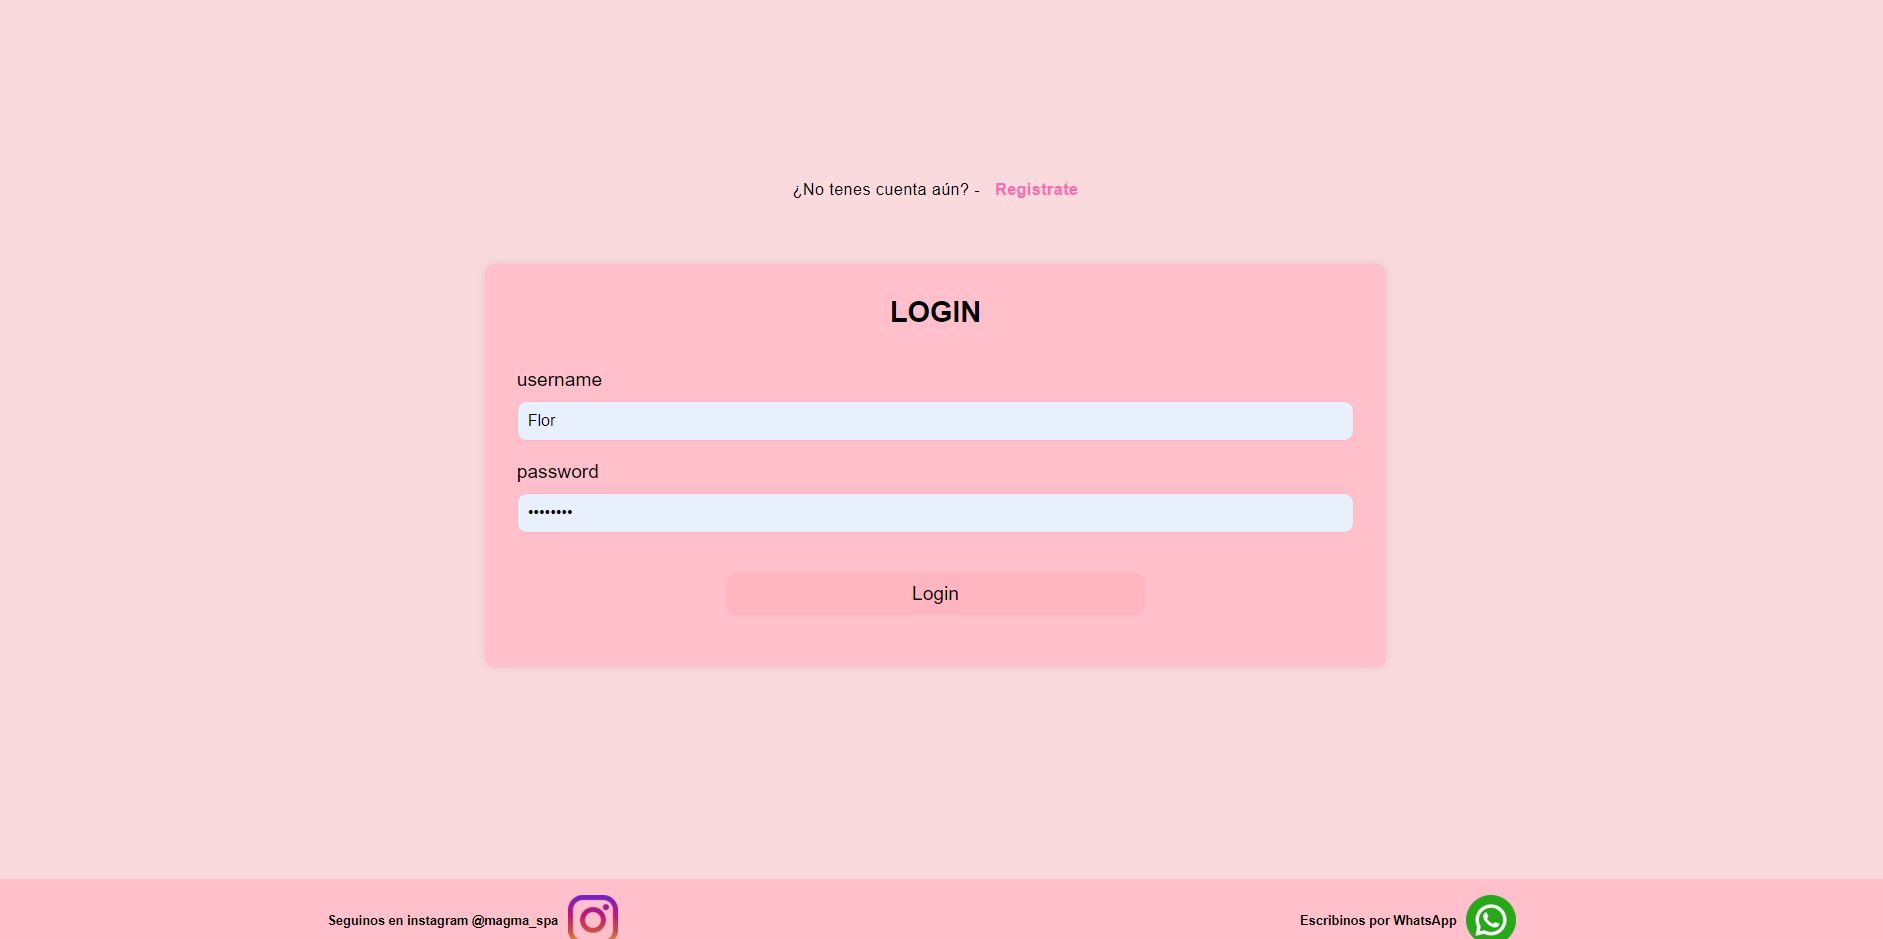 ¿No tenes cuenta aún? - Registrate
LOGIN
username
Flor
password
••••••••
Login
Seguinos en instagram @magma_spa
Escribinos por WhatsApp